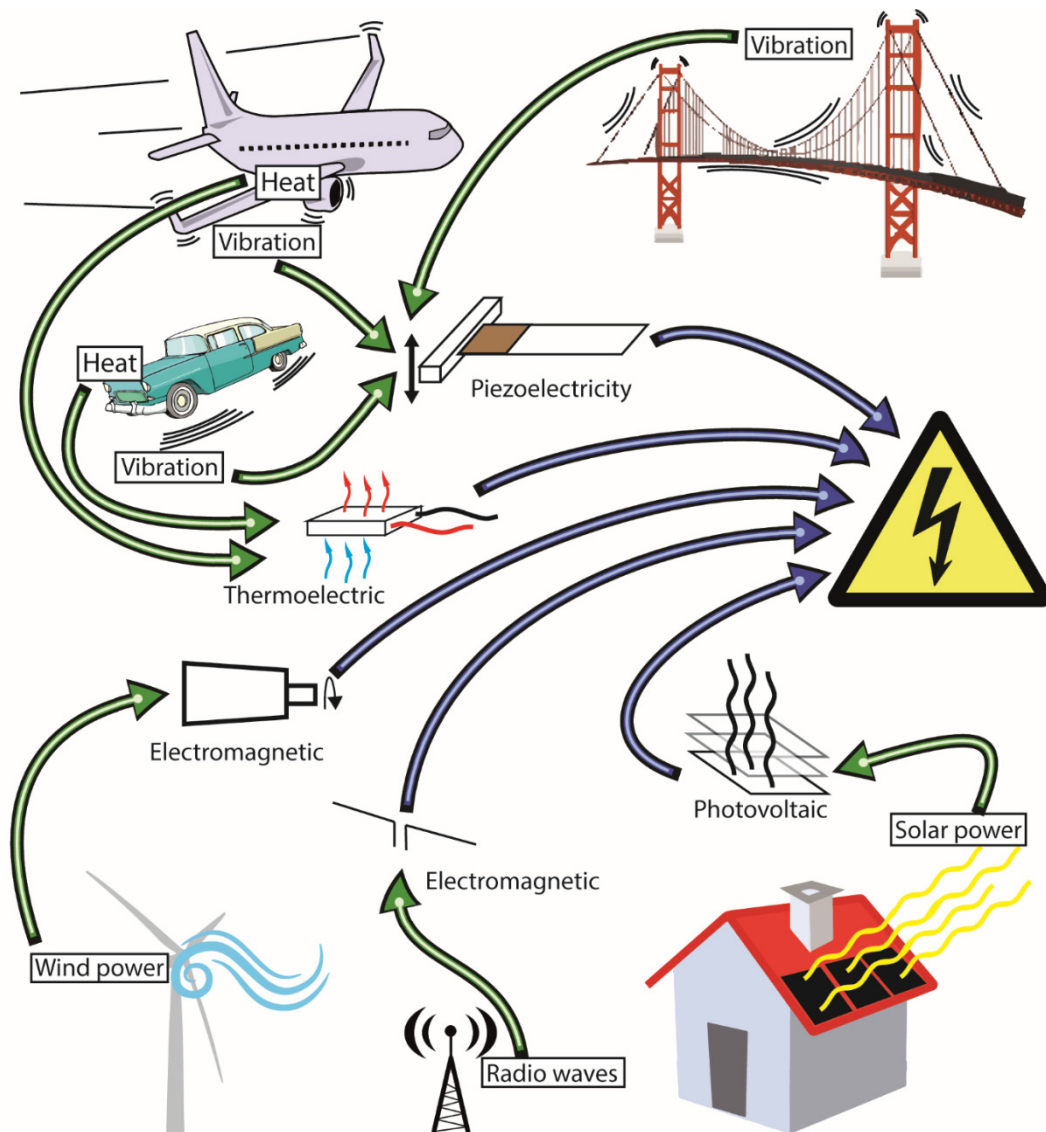 Vibration
Heat
Vibration
Heat
Piezoelectricity
Vibration
Thermoelectric
Electromagnetic
Photovoltaic
Solar power
Electromagnetic
Wind power
Radio waves